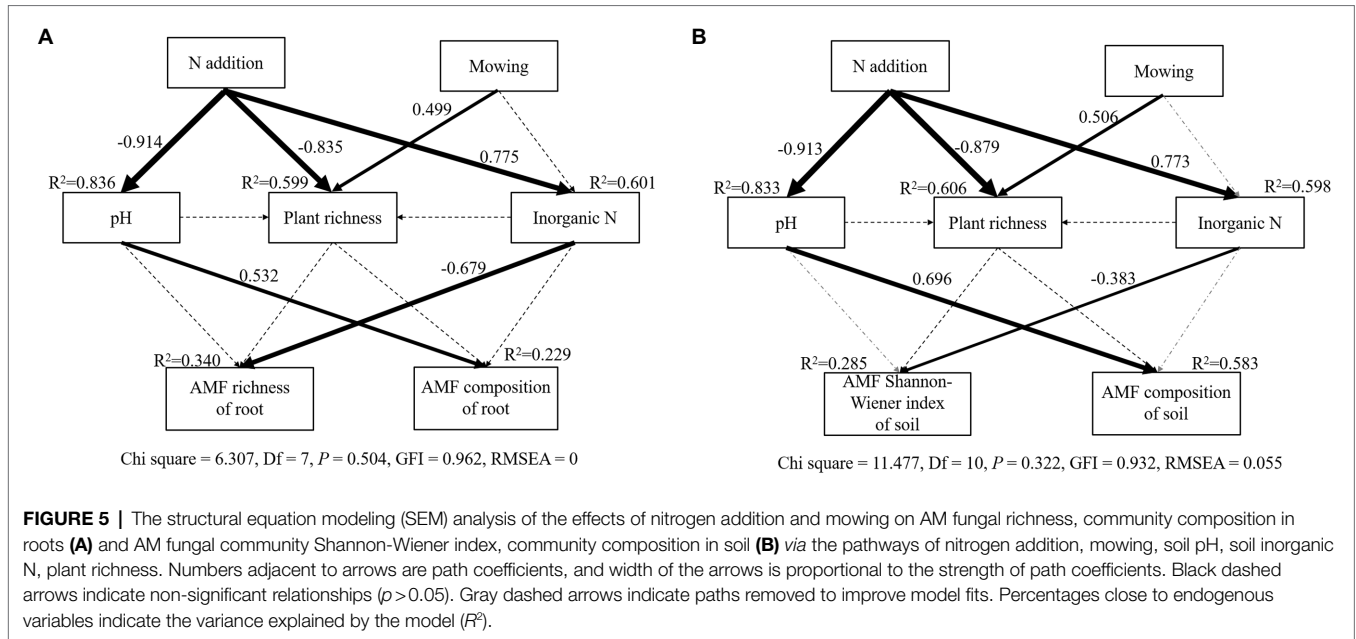 A
N addition
Mowing
-0.914
-0.835
0.499
0.775
R²=0.836
R²=0.599
R²=0.601
pH
Plant richness
Inorganic N
0.532
-0.679
R²=0.340
R²=0.229
AMF richness
of root
AMF composition
of root
Chi square = 6.307, Df = 7, P = 0.504, GFI = 0.962, RMSEA = 0
B
N addition
Mowing
-0.913
-0.879
0.506
0.773
R²=0.833
R²=0.606
R²=0.598
pH
Plant richness
Inorganic N
0.696
-0.383
R²=0.285
R²=0.583
AMF Shannon-
Wiener index
of soil
AMF composition
of soil
Chi square = 11.477, Df = 10, P = 0.322, GFI = 0.932, RMSEA = 0.055
FIGURE 5 | The structural equation modeling (SEM) analysis of the effects of nitrogen addition and mowing on AM fungal richness, community composition in
roots (A) and AM fungal community Shannon-Wiener index, community composition in soil (B) via the pathways of nitrogen addition, mowing, soil pH, soil inorganic
N, plant richness. Numbers adjacent to arrows are path coefficients, and width of the arrows is proportional to the strength of path coefficients. Black dashed
arrows indicate non-significant relationships (p > 0.05). Gray dashed arrows indicate paths removed to improve model fits. Percentages close to endogenous
variables indicate the variance explained by the model (R²).